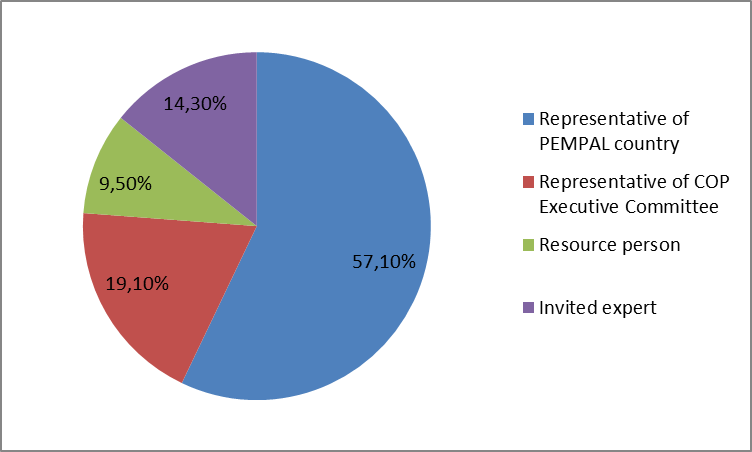 14,30%
9,50%
19,10%
57,10%
Representative of
PEMPAL country
Representative of COP
Executive Committee
Resource person
Invited expert